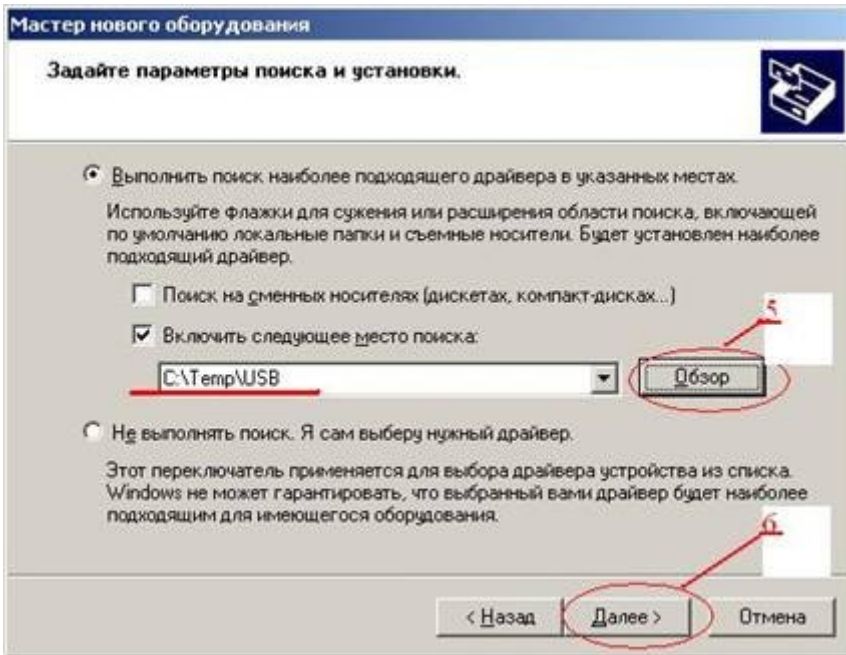 Мастер нового оборудования
Задайте параметры поиска и установки.
Выполнить поиск наиболее подходящего драйвера в указанных местах.
Используйте флажки для сужения или расширения области поиска, включающей
по умолчанию локальные папки и съемные носители. Будет установлен наиболее
подходящий драйвер.
Поиск на сменных носителях (дискетах, компакт-дисках...)
5
Включить следующее место поиска:
C:\Temp\USB
Обзор
Не выполнять поиск. Я сам выберу нужный драйвер.
Этот переключатель применяется для выбора драйвера устройства из списка.
Windows не может гарантировать, что выбранный вами драйвер будет наиболее
подходящим для имеющегося оборудования.
6
< Назад Далее > Отмена